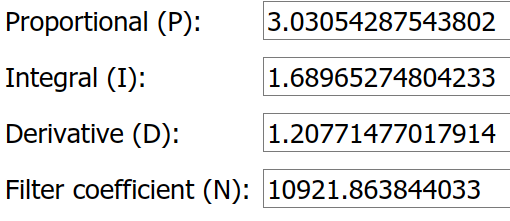 Proportional (P): 3.03054287543802
Integral (I): 1.68965274804233
Derivative (D): 1.20771477017914
Filter coefficient (N): 10921.863844033